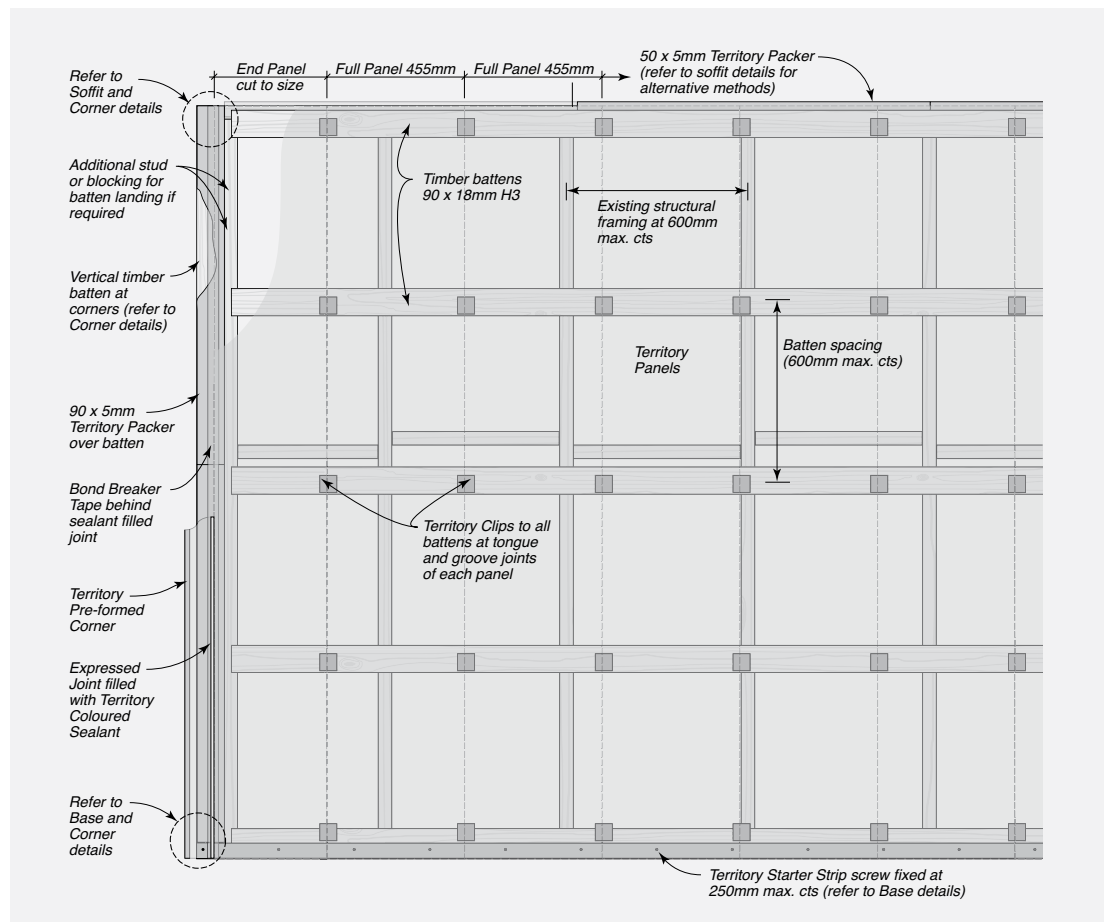 Refer to
Soffit and
Corner details
End Panel
cut to size
Full Panel 455mm
Full Panel 455mm
50 x 5mm Territory Packer
(refer to soffit details for
alternative methods)
Additional stud
or blocking for
batten landing if
required
Timber battens
90 x 18mm H3
Existing structural
framing at 600mm
max. cts
Vertical timber
batten at
corners (refer to
Corner details)
Territory
Panels
Batten spacing
(600mm max. cts)
90 x 5mm
Territory Packer
over batten
Bond Breaker
Tape behind
sealant filled
joint
Territory Clips to all
battens at tongue
and groove joints
of each panel
Territory
Pre-formed
Corner
Expressed
Joint filled
with Territory
Coloured
Sealant
Refer to
Base and
Corner
details
Territory Starter Strip screw fixed at
250mm max. cts (refer to Base details)